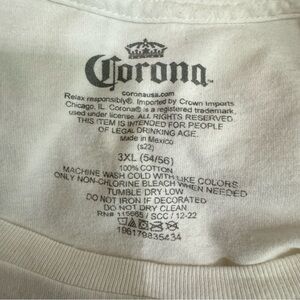 Corona
coronausa.com
Relax responsibly®. Imported by Crown Imports
Chicago, IL. Corona® is a registered trademark,
used under license. ALL RIGHTS RESERVED.
THIS ITEM IS INTENDED FOR PEOPLE
OF LEGAL DRINKING AGE.
Made in Mexico
(s22)
3XL (54/56)
100% COTTON
MACHINE WASH COLD WITH LIKE COLORS
ONLY NON-CHLORINE BLEACH WHEN NEEDED
TUMBLE DRY LOW
DO NOT IRON IF DECORATED
DO NOT DRY CLEAN
RN# 115665 / SCC / 12-22
196179835434